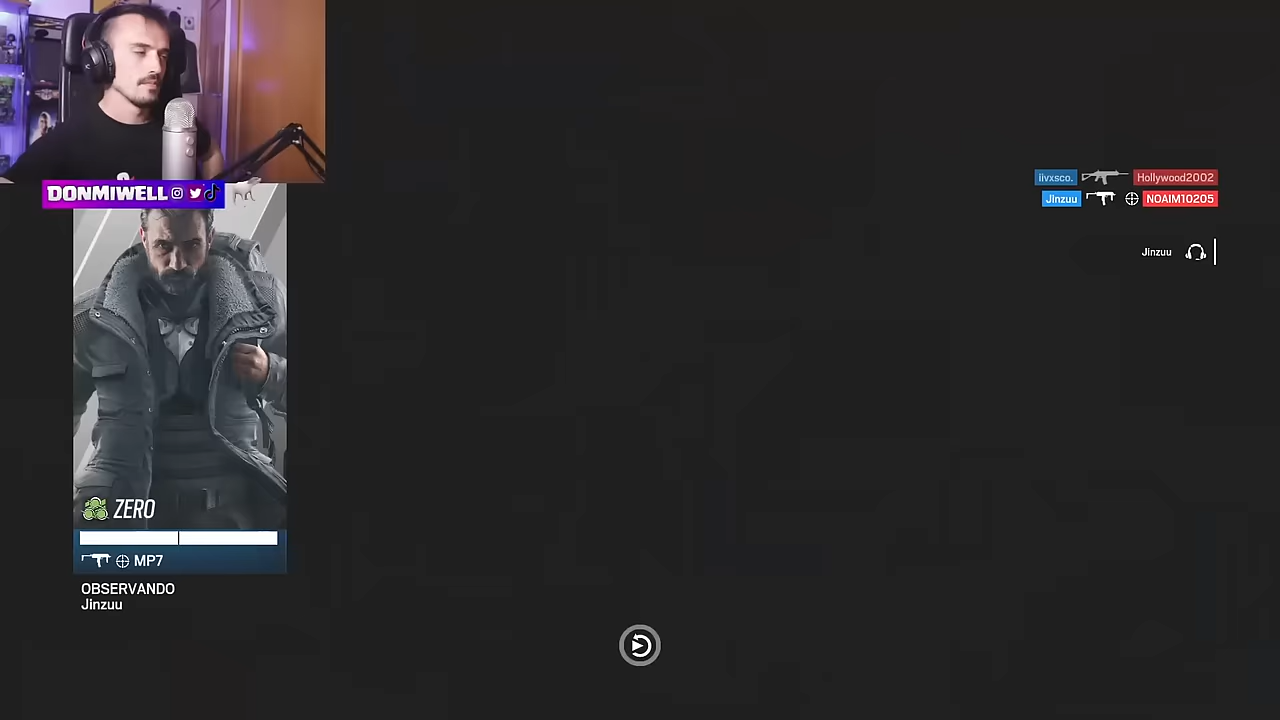 DONMIWELL
iivxsco. Hollywood2002
Jinzuu NOAIM10205
Jinzuu
ZERO
MP7
OBSERVANDO
Jinzuu